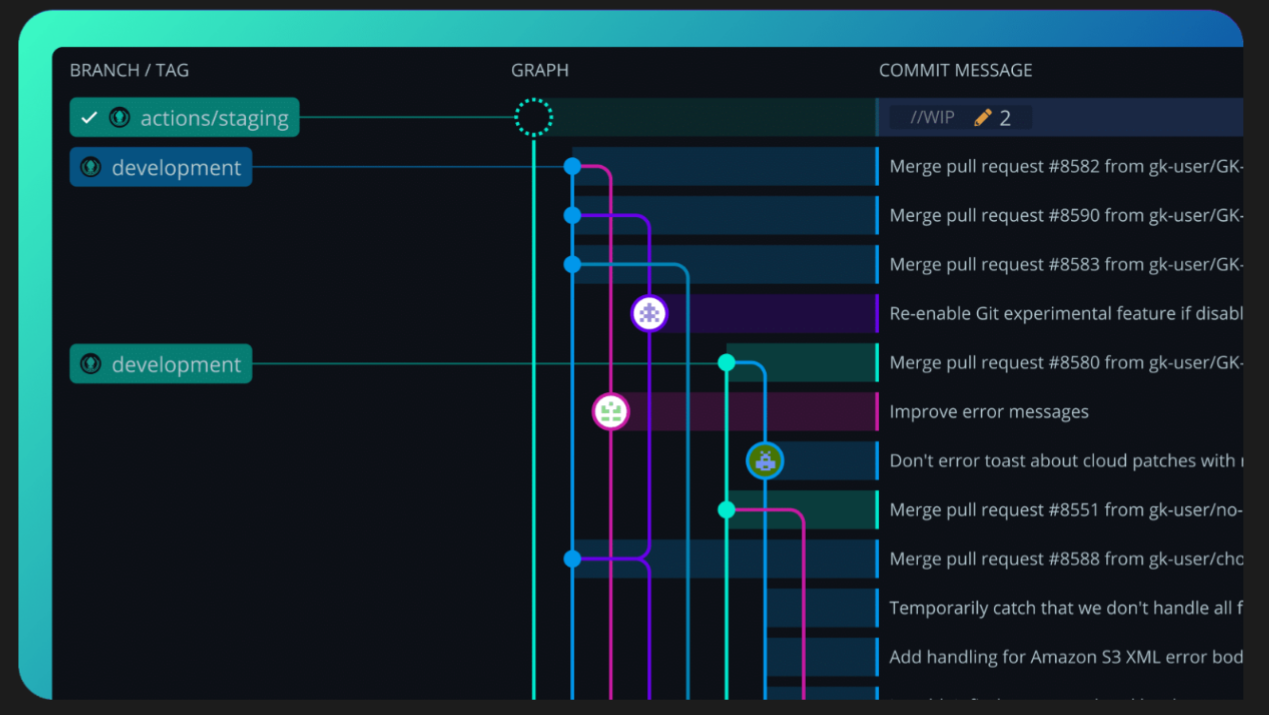 BRANCH / TAG GRAPH COMMIT MESSAGE
actions/staging //WIP 2
development Merge pull request #8582 from gk-user/GK-
Merge pull request #8590 from gk-user/GK-
Merge pull request #8583 from gk-user/GK-
Re-enable Git experimental feature if disabl
development Merge pull request #8580 from gk-user/GK-
Improve error messages
Don't error toast about cloud patches with
Merge pull request #8551 from gk-user/no-
Merge pull request #8588 from gk-user/cho
Temporarily catch that we don't handle all f
Add handling for Amazon S3 XML error bod